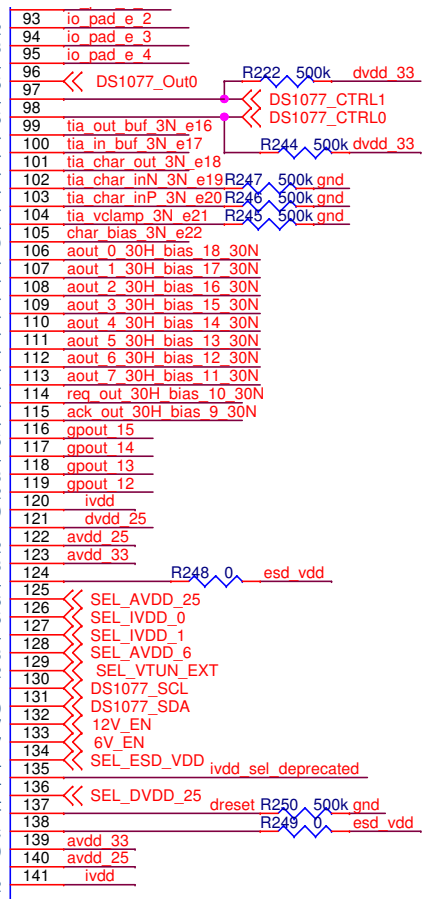 93 io_pad_e_2
94 io_pad_e_3
95 io_pad_e_4
96 DS1077_Out0
R222 500k dvdd_33
97 DS1077_CTRL1
98 DS1077_CTRL0
99 tia_out_buf_3N_e16
100 tia_in_buf_3N_e17 R244 500k dvdd_33
101 tia_char_out_3N_e18
102 tia_char_inN_3N_e19 R247 500k gnd
103 tia_char_inP_3N_e20 R246 500k gnd
104 tia_vclamp_3N_e21 R245 500k gnd
105 char_bias_3N_e22
106 aout_0_30H_bias_18_30N
107 aout_1_30H_bias_17_30N
108 aout_2_30H_bias_16_30N
109 aout_3_30H_bias_15_30N
110 aout_4_30H_bias_14_30N
111 aout_5_30H_bias_13_30N
112 aout_6_30H_bias_12_30N
113 aout_7_30H_bias_11_30N
114 req_out_30H_bias_10_30N
115 ack_out_30H_bias_9_30N
116 gpout_15
117 gpout_14
118 gpout_13
119 gpout_12
120 ivdd
121 dvdd_25
122 avdd_25
123 avdd_33
124 R248 0 esd_vdd
125 SEL_AVDD_25
126 SEL_IVDD_0
127 SEL_IVDD_1
128 SEL_AVDD_6
129 SEL_VTUN_EXT
130 DS1077_SCL
131 DS1077_SDA
132 12V_EN
133 6V_EN
134 SEL_ESD_VDD
135 ivdd_sel_deprecated
136 SEL_DVDD_25
137 dreset R250 500k gnd
138 R249 0 esd_vdd
139 avdd_33
140 avdd_25
141 ivdd